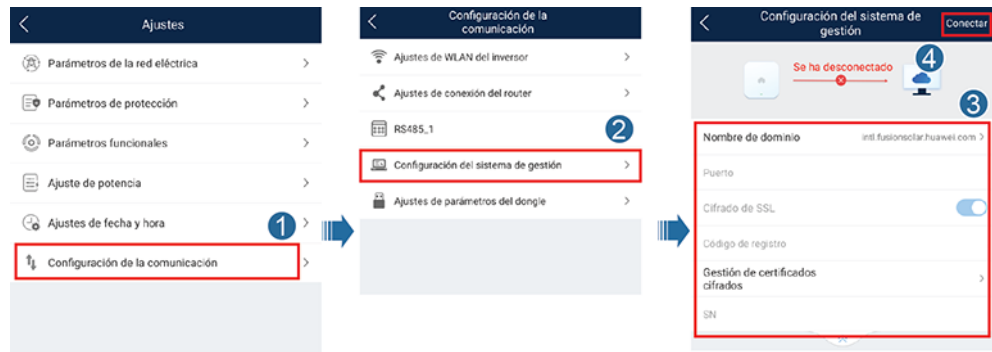 Ajustes
Parámetros de la red eléctrica
Parámetros de protección
Parámetros funcionales
Ajuste de potencia
Ajustes de fecha y hora
1
Configuración de la comunicación
Configuración de la
comunicación
Ajustes de WLAN del inversor
Ajustes de conexión del router
RS485_1
2
Configuración del sistema de gestión
Ajustes de parámetros del dongle
Configuración del sistema de
gestión
Conectar
4
Se ha desconectado
3
Nombre de dominio intl.fusionsolar.huawei.com
Puerto
Cifrado de SSL
Código de registro
Gestión de certificados
cifrados
SN